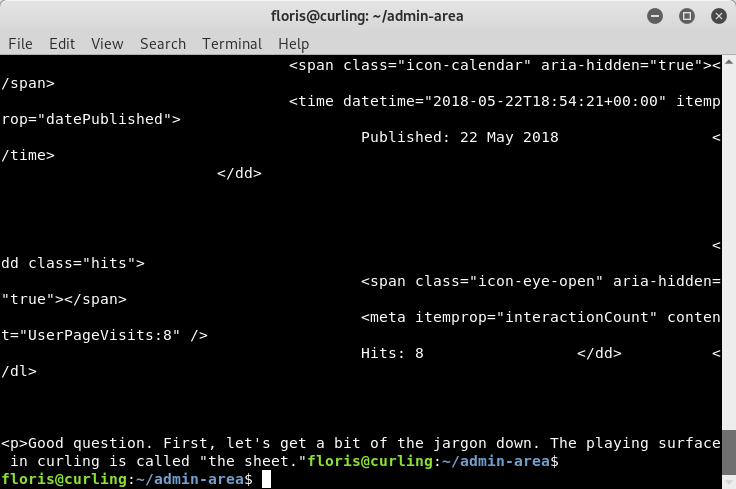 floris@curling: ~/admin-area
File Edit View Search Terminal Help
<span class="icon-calendar" aria-hidden="true"><
/span>
<time datetime="2018-05-22T18:54:21+00:00" itemp
rop="datePublished">
Published: 22 May 2018 <
/time>
</dd>
<
dd class="hits">
<span class="icon-eye-open" aria-hidden=
"true"></span>
<meta itemprop="interactionCount" conten
t="UserPageVisits:8" />
Hits: 8 </dd> <
/dl>
<p>Good question. First, let's get a bit of the jargon down. The playing surface
in curling is called "the sheet."floris@curling:~/admin-area$
floris@curling:~/admin-area$